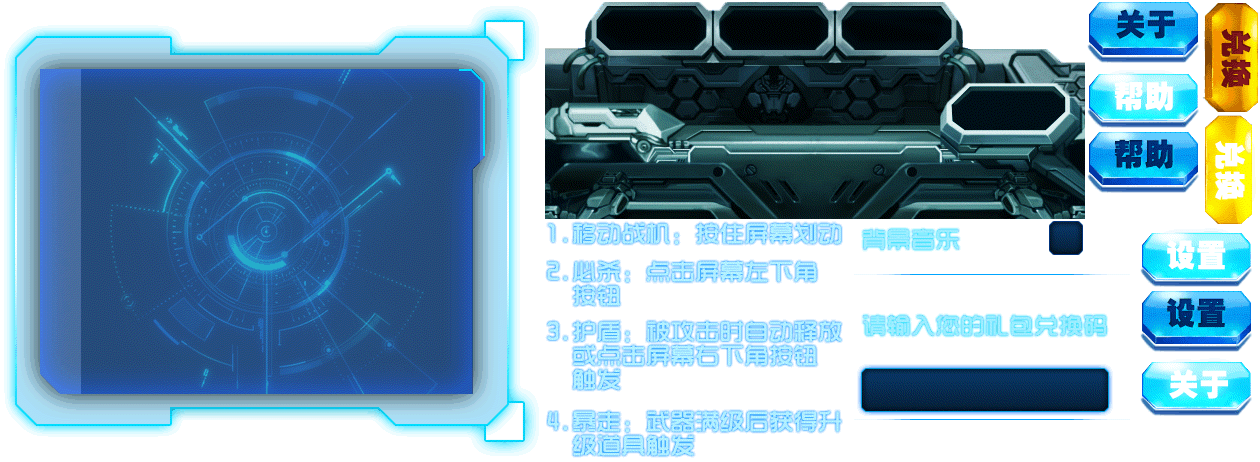 关于
兑换
帮助
帮助
兑换
1.移动战机：按住屏幕划动
背景音乐
设置
2.必杀：点击屏幕左下角
按钮
设置
3.护盾：被攻击时自动释放
或点击屏幕右下角按钮
触发
请输入您的礼包兑换码
关于
4.暴走：武器满级后获得升
级道具触发